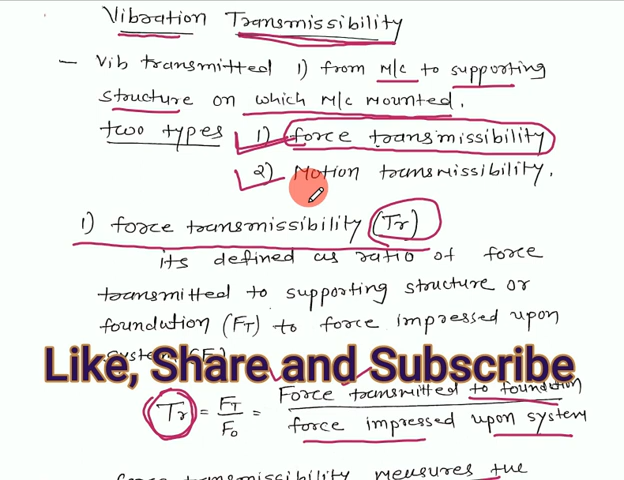 Vibration Transmissibility
– Vib transmitted 1) from M/c to supporting
structure on which M/c Mounted.
two types 1) force transmissibility
2) Motion transmissibility.
1) force transmissibility (Tr)
its defined as ratio of force
transmitted to supporting structure or
foundation (FT) to force impressed upon
Like, Share and Subscribe
Tr = FT/F0 = Force transmitted to foundation / force impressed upon system
measures the